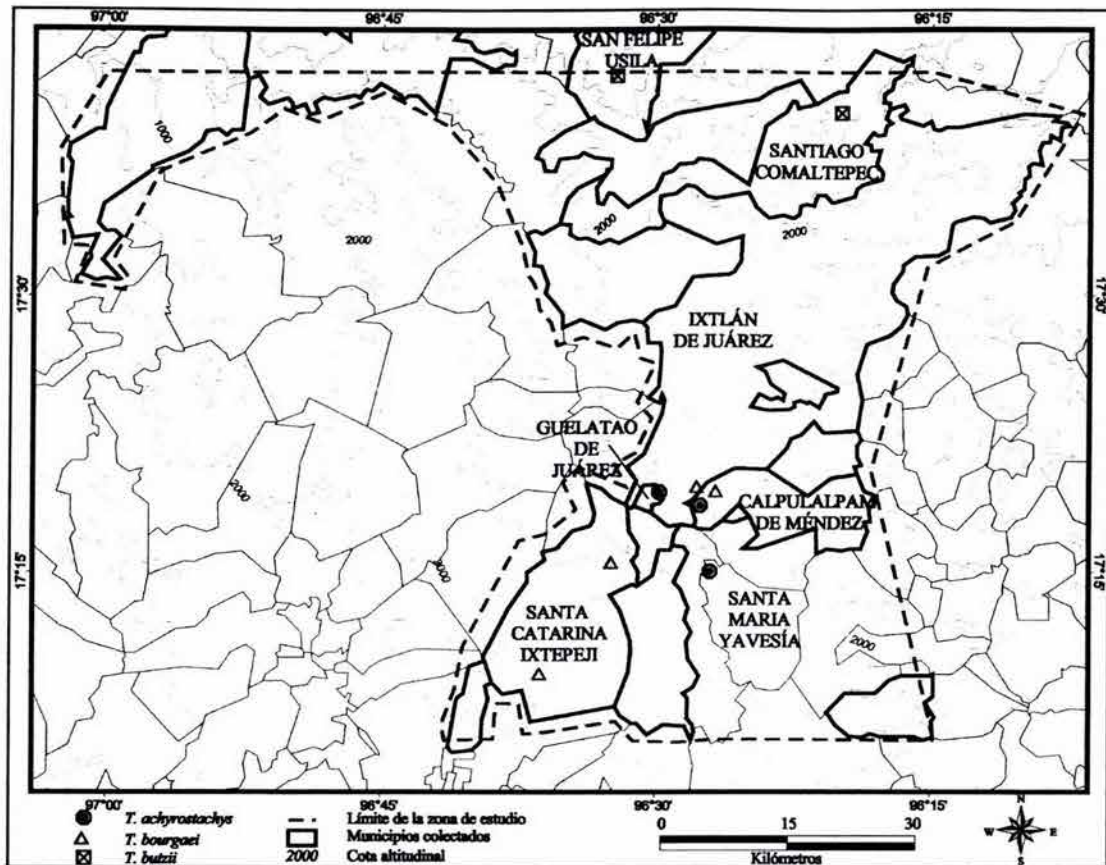 97°00'
96°45'
96°30'
96°15'
SAN FELIPE
USILA
1000
SANTIAGO
COMALTEPEC
2000
2000
2000
17°30'
17°30'
IXTLÁN
DE JUÁREZ
GUELATAO
DE
JUÁREZ
2000
CALPULALPAM
DE MÉNDEZ
3000
17°15'
17°15'
SANTA
CATARINA
IXTEPEJI
SANTA
MARIA
YAVESÍA
2000
97°00'
96°45'
96°30'
96°15'
T. achyrostachys
T. bourgaei
T. butzii
Límite de la zona de estudio
Municipios colectados
2000 Cota altitudinal
0 15 30
Kilómetros
N
W E
S